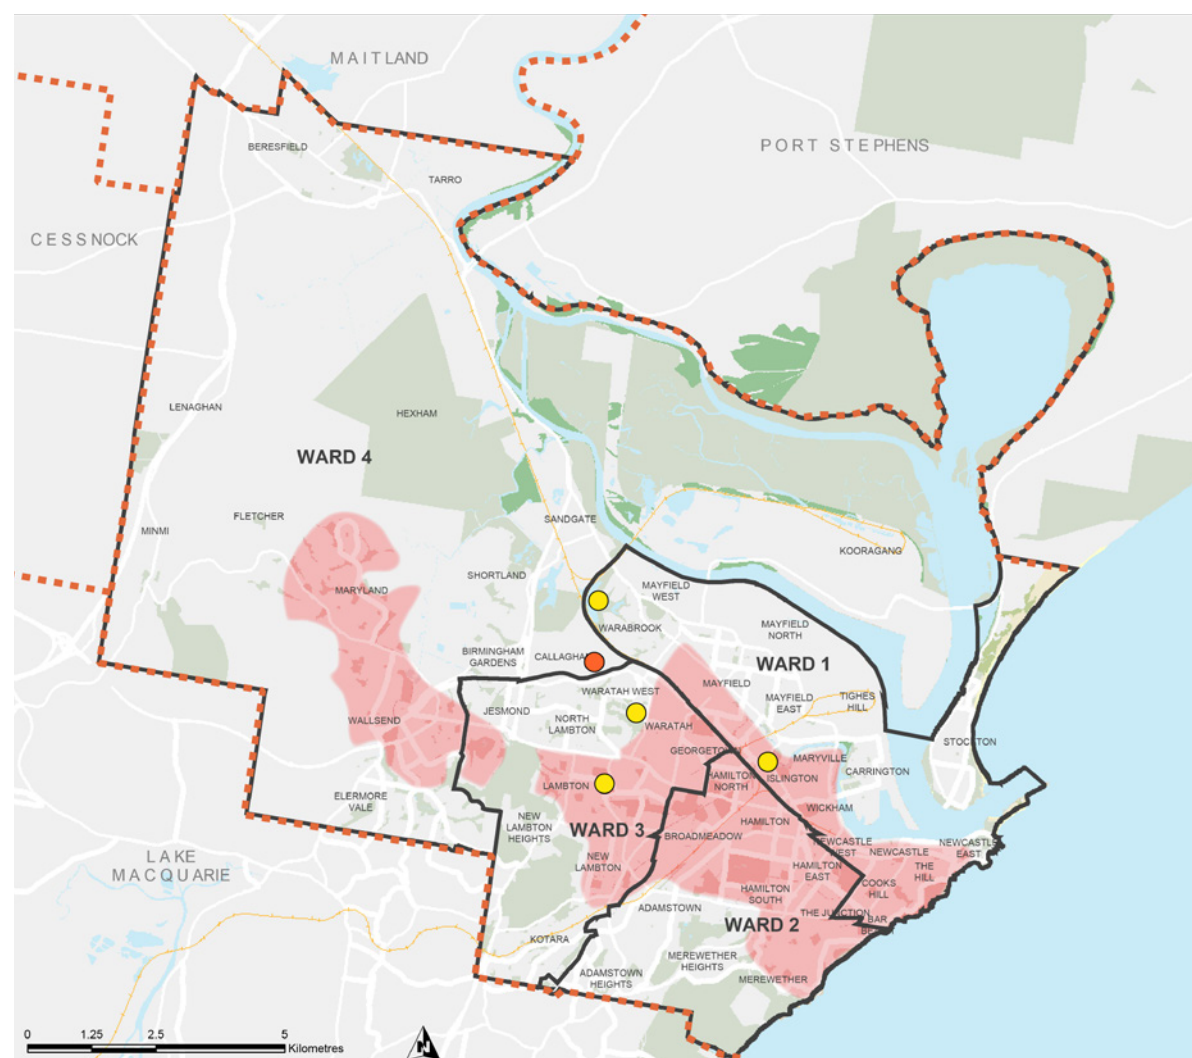 MAITLAND
PORT STEPHENS
BERESFIELD
TARRO
CESSNOCK
LENAGHAN
HEXHAM
WARD 4
FLETCHER
SANDGATE
MINMI
KOORAGANG
SHORTLAND
MARYLAND
MAYFIELD
WEST
WARABROOK
MAYFIELD
NORTH
BIRMINGHAM
GARDENS
CALLAGHAN
WARD 1
MAYFIELD
WARATAH WEST
JESMOND
MAYFIELD
EAST
TIGHES
HILL
WALLSEND
NORTH
LAMBTON
WARATAH
STOCKTON
GEORGETOWN
MARYVILLE
ISLINGTON
CARRINGTON
HAMILTON
NORTH
LAMBTON
ELERMORE
VALE
WICKHAM
NEW
LAMBTON
HEIGHTS
WARD 3
HAMILTON
BROADMEADOW
NEWCASTLE
WEST
NEWCASTLE
NEWCASTLE
EAST
LAKE
MACQUARIE
NEW
LAMBTON
HAMILTON
EAST
THE
HILL
COOKS
HILL
HAMILTON
SOUTH
ADAMSTOWN
THE JUNCTION
BAR
BEACH
WARD 2
KOTARA
MEREWETHER
HEIGHTS
ADAMSTOWN
HEIGHTS
MEREWETHER
0 1.25 2.5 5
Kilometres
N